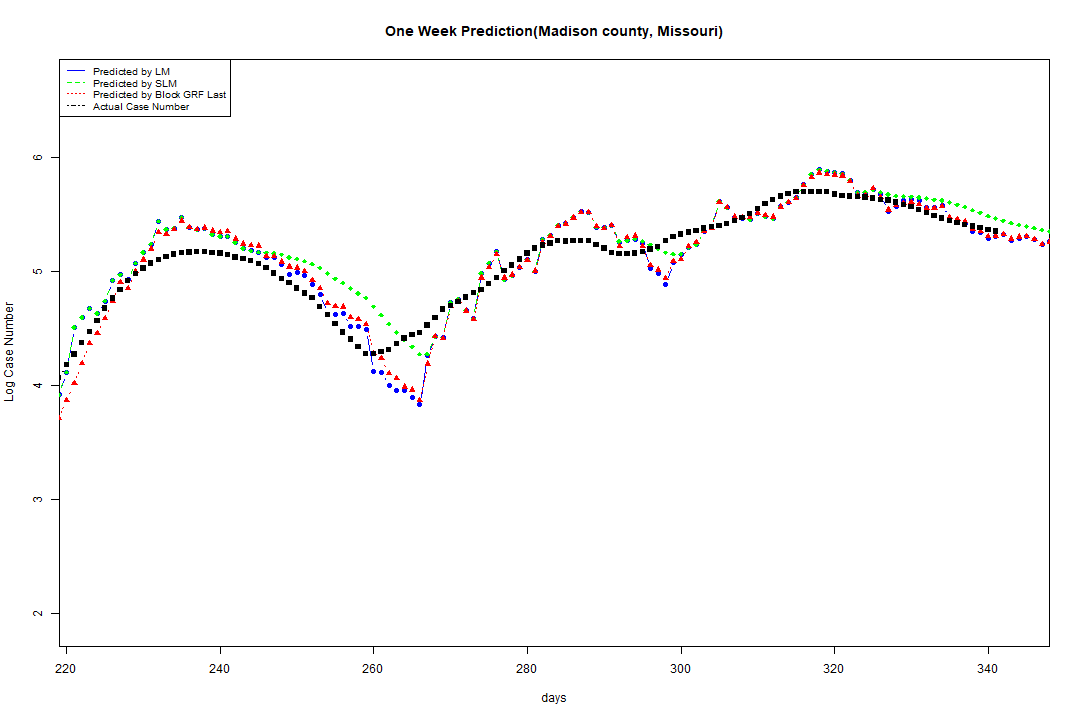 One Week Prediction(Madison county, Missouri)
Predicted by LM
Predicted by SLM
Predicted by Block GRF Last
Actual Case Number
6
5
4
3
2
Log Case Number
220 240 260 280 300 320 340
days